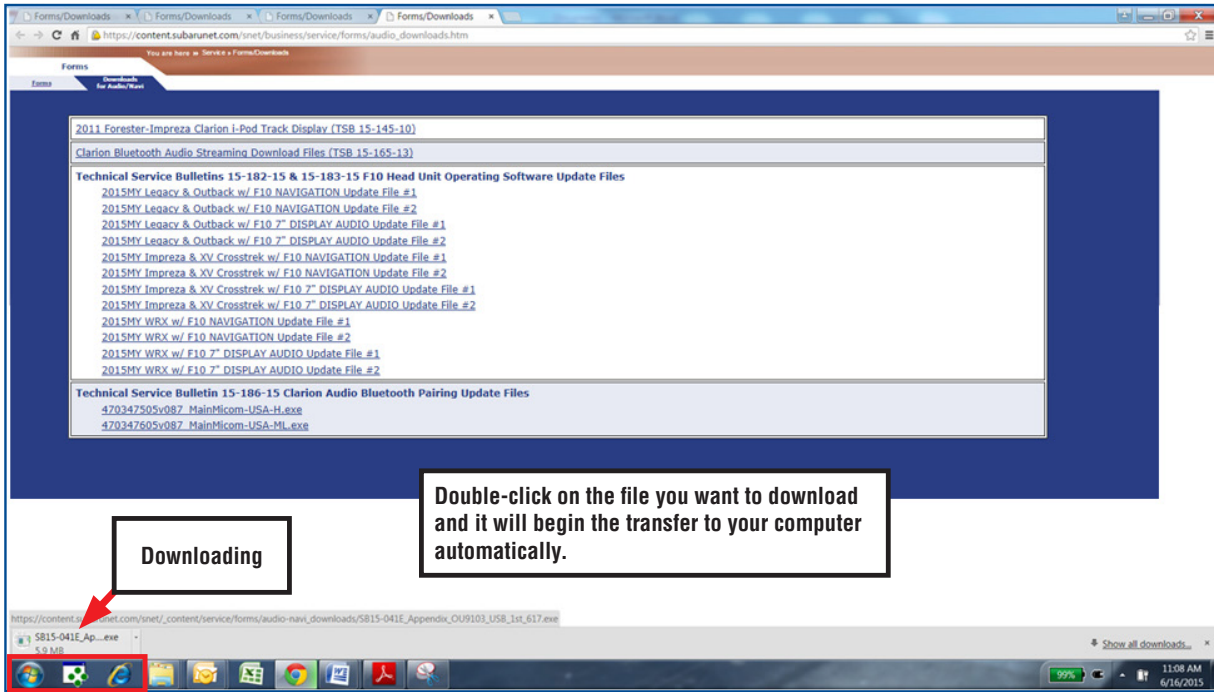 Forms/Downloads
Forms/Downloads
Forms/Downloads
Forms/Downloads
https://content.subarunet.com/snet/business/service/forms/audio_downloads.htm
You are here » Service » Forms/Downloads
Forms
Forms
Downloads
for Audio/Navi
2011 Forester-Impreza Clarion i-Pod Track Display (TSB 15-145-10)
Clarion Bluetooth Audio Streaming Download Files (TSB 15-165-13)
Technical Service Bulletins 15-182-15 & 15-183-15 F10 Head Unit Operating Software Update Files
2015MY Legacy & Outback w/ F10 NAVIGATION Update File #1
2015MY Legacy & Outback w/ F10 NAVIGATION Update File #2
2015MY Legacy & Outback w/ F10 7" DISPLAY AUDIO Update File #1
2015MY Legacy & Outback w/ F10 7" DISPLAY AUDIO Update File #2
2015MY Impreza & XV Crosstrek w/ F10 NAVIGATION Update File #1
2015MY Impreza & XV Crosstrek w/ F10 NAVIGATION Update File #2
2015MY Impreza & XV Crosstrek w/ F10 7" DISPLAY AUDIO Update File #1
2015MY Impreza & XV Crosstrek w/ F10 7" DISPLAY AUDIO Update File #2
2015MY WRX w/ F10 NAVIGATION Update File #1
2015MY WRX w/ F10 NAVIGATION Update File #2
2015MY WRX w/ F10 7" DISPLAY AUDIO Update File #1
2015MY WRX w/ F10 7" DISPLAY AUDIO Update File #2
Technical Service Bulletin 15-186-15 Clarion Audio Bluetooth Pairing Update Files
470347505v087_MainMicom-USA-H.exe
470347605v087_MainMicom-USA-ML.exe
Double-click on the file you want to download
and it will begin the transfer to your computer
automatically.
Downloading
https://content.su unet.com/snet/_content/service/forms/audio-navi_downloads/SB15-041E_Appendix_OU9103_USB_1st_617.exe
SB15-041E_Ap....exe
5.9 MB
Show all downloads...
99%
11:08 AM
6/16/2015